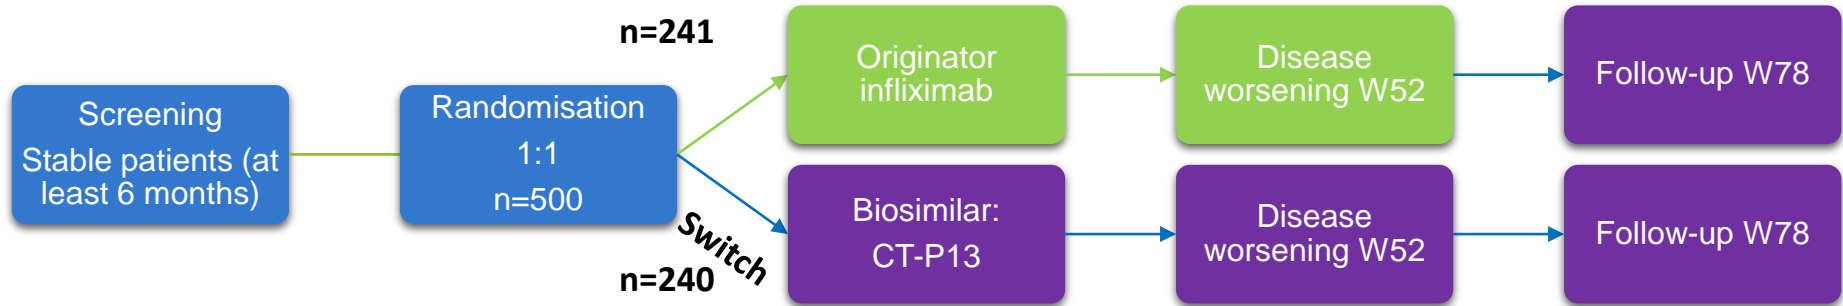 Screening
Stable patients (at
least 6 months)
Randomisation
1:1
n=500
n=241
Originator
infliximab
Disease
worsening W52
Follow-up W78
Switch
n=240
Biosimilar:
CT-P13
Disease
worsening W52
Follow-up W78